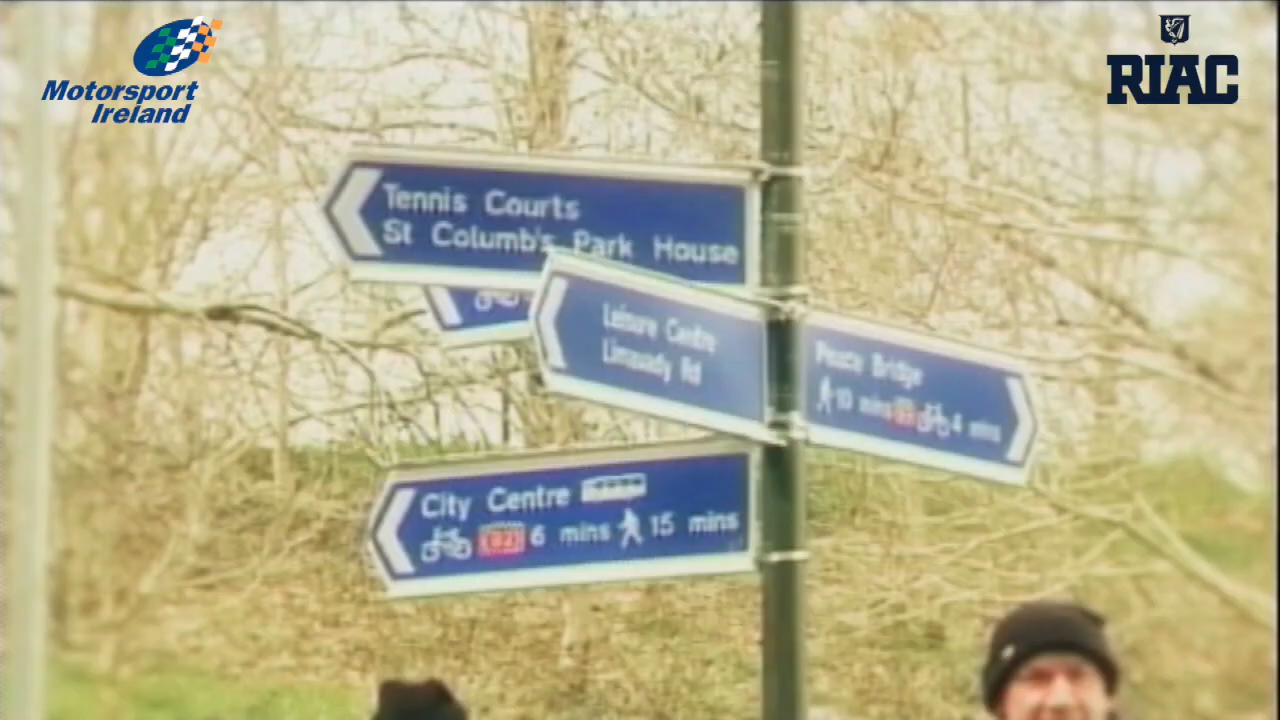 Motorsport
Ireland
RIAC
Tennis Courts
St Columb's Park House
Leisure Centre
Limavady Rd
Peace Bridge
10 mins 4 mins
City Centre
6 mins 15 mins